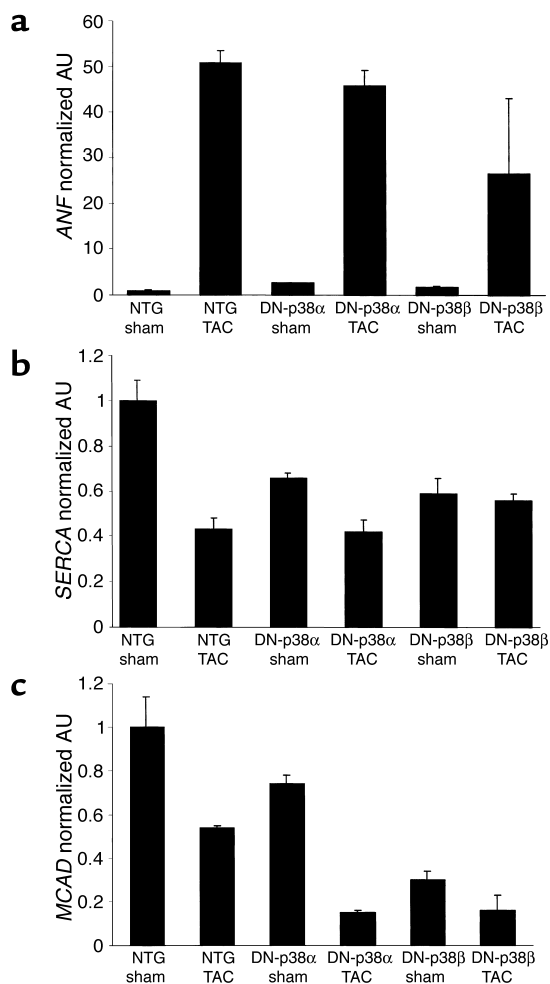 a
ANF normalized AU
60
50
40
30
20
10
0
NTG sham
NTG TAC
DN-p38α sham
DN-p38α TAC
DN-p38β sham
DN-p38β TAC
b
SERCA normalized AU
1.2
1
0.8
0.6
0.4
0.2
0
NTG sham
NTG TAC
DN-p38α sham
DN-p38α TAC
DN-p38β sham
DN-p38β TAC
c
MCAD normalized AU
1.2
1
0.8
0.6
0.4
0.2
0
NTG sham
NTG TAC
DN-p38α sham
DN-p38α TAC
DN-p38β sham
DN-p38β TAC